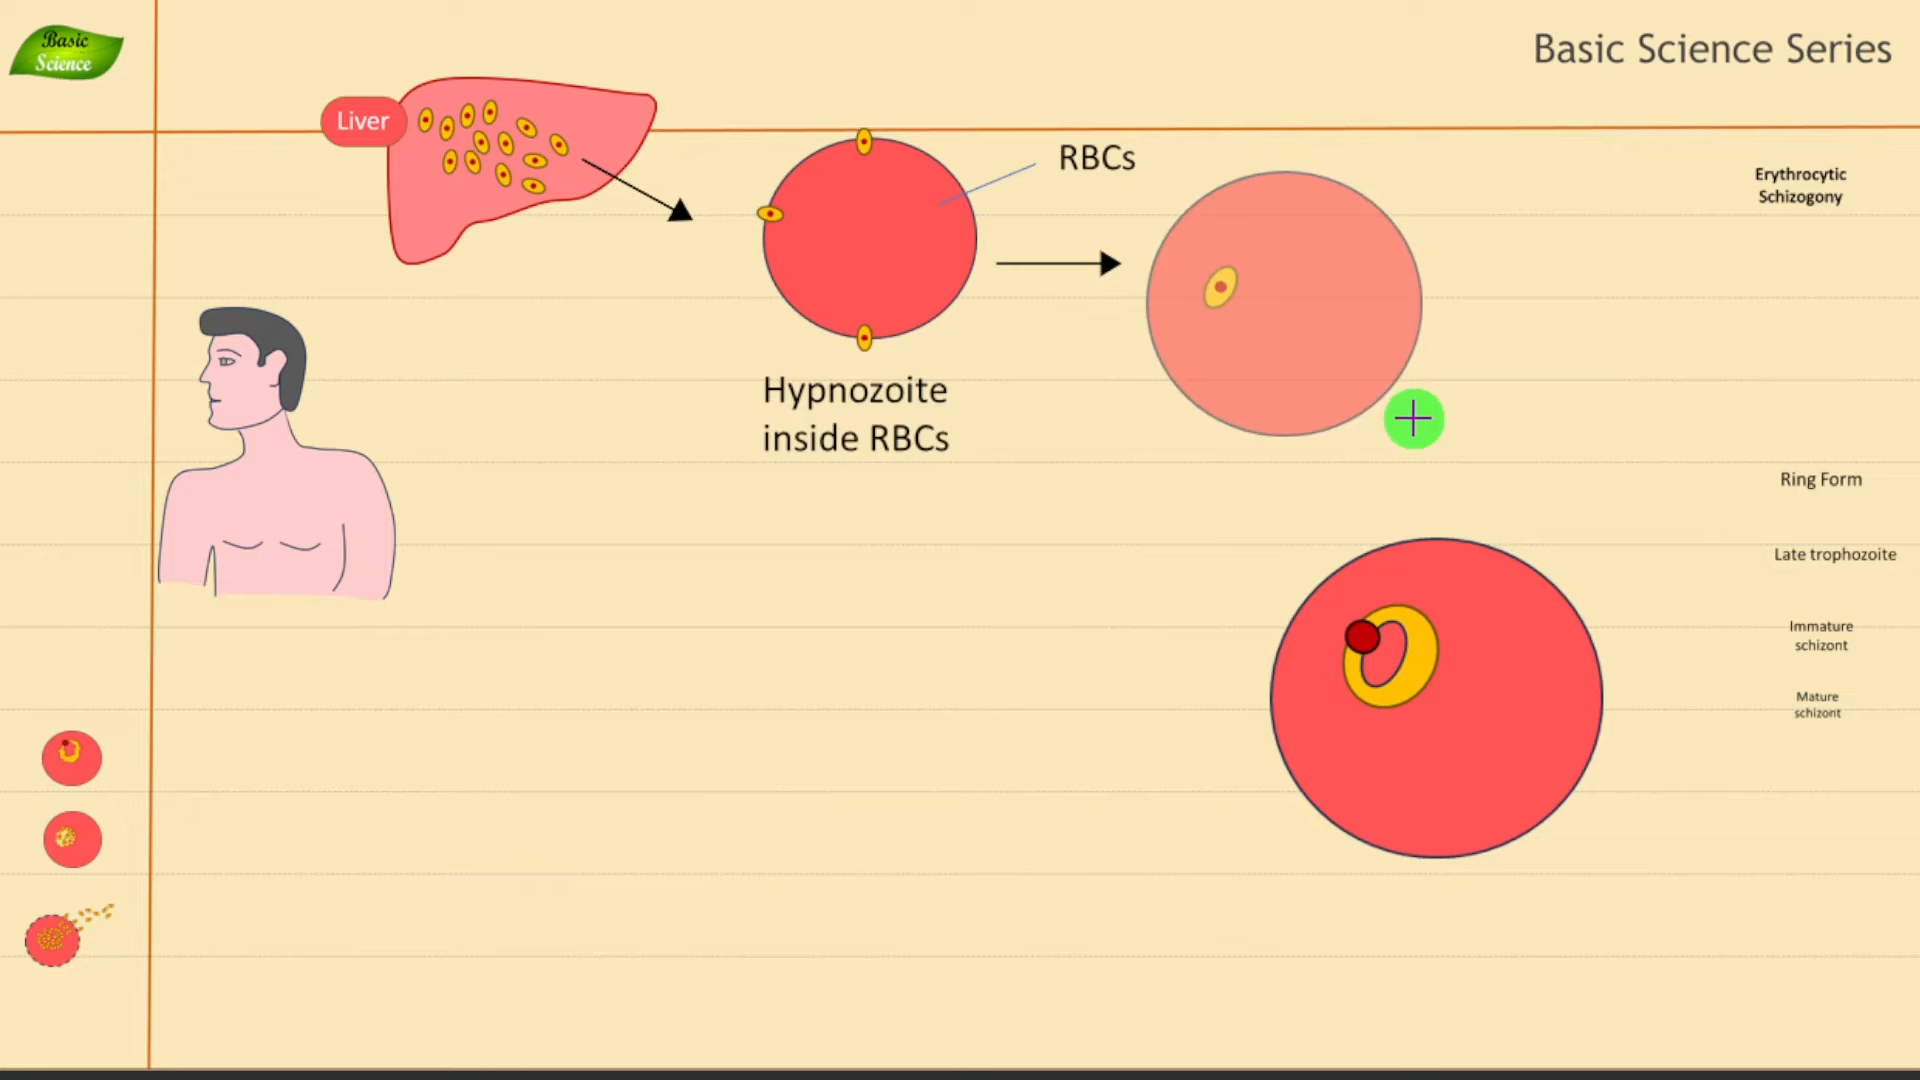 Basic
Science
Basic Science Series
Liver
RBCs
Erythrocytic
Schizogony
Hypnozoite
inside RBCs
Ring Form
Late trophozoite
Immature
schizont
Mature
schizont